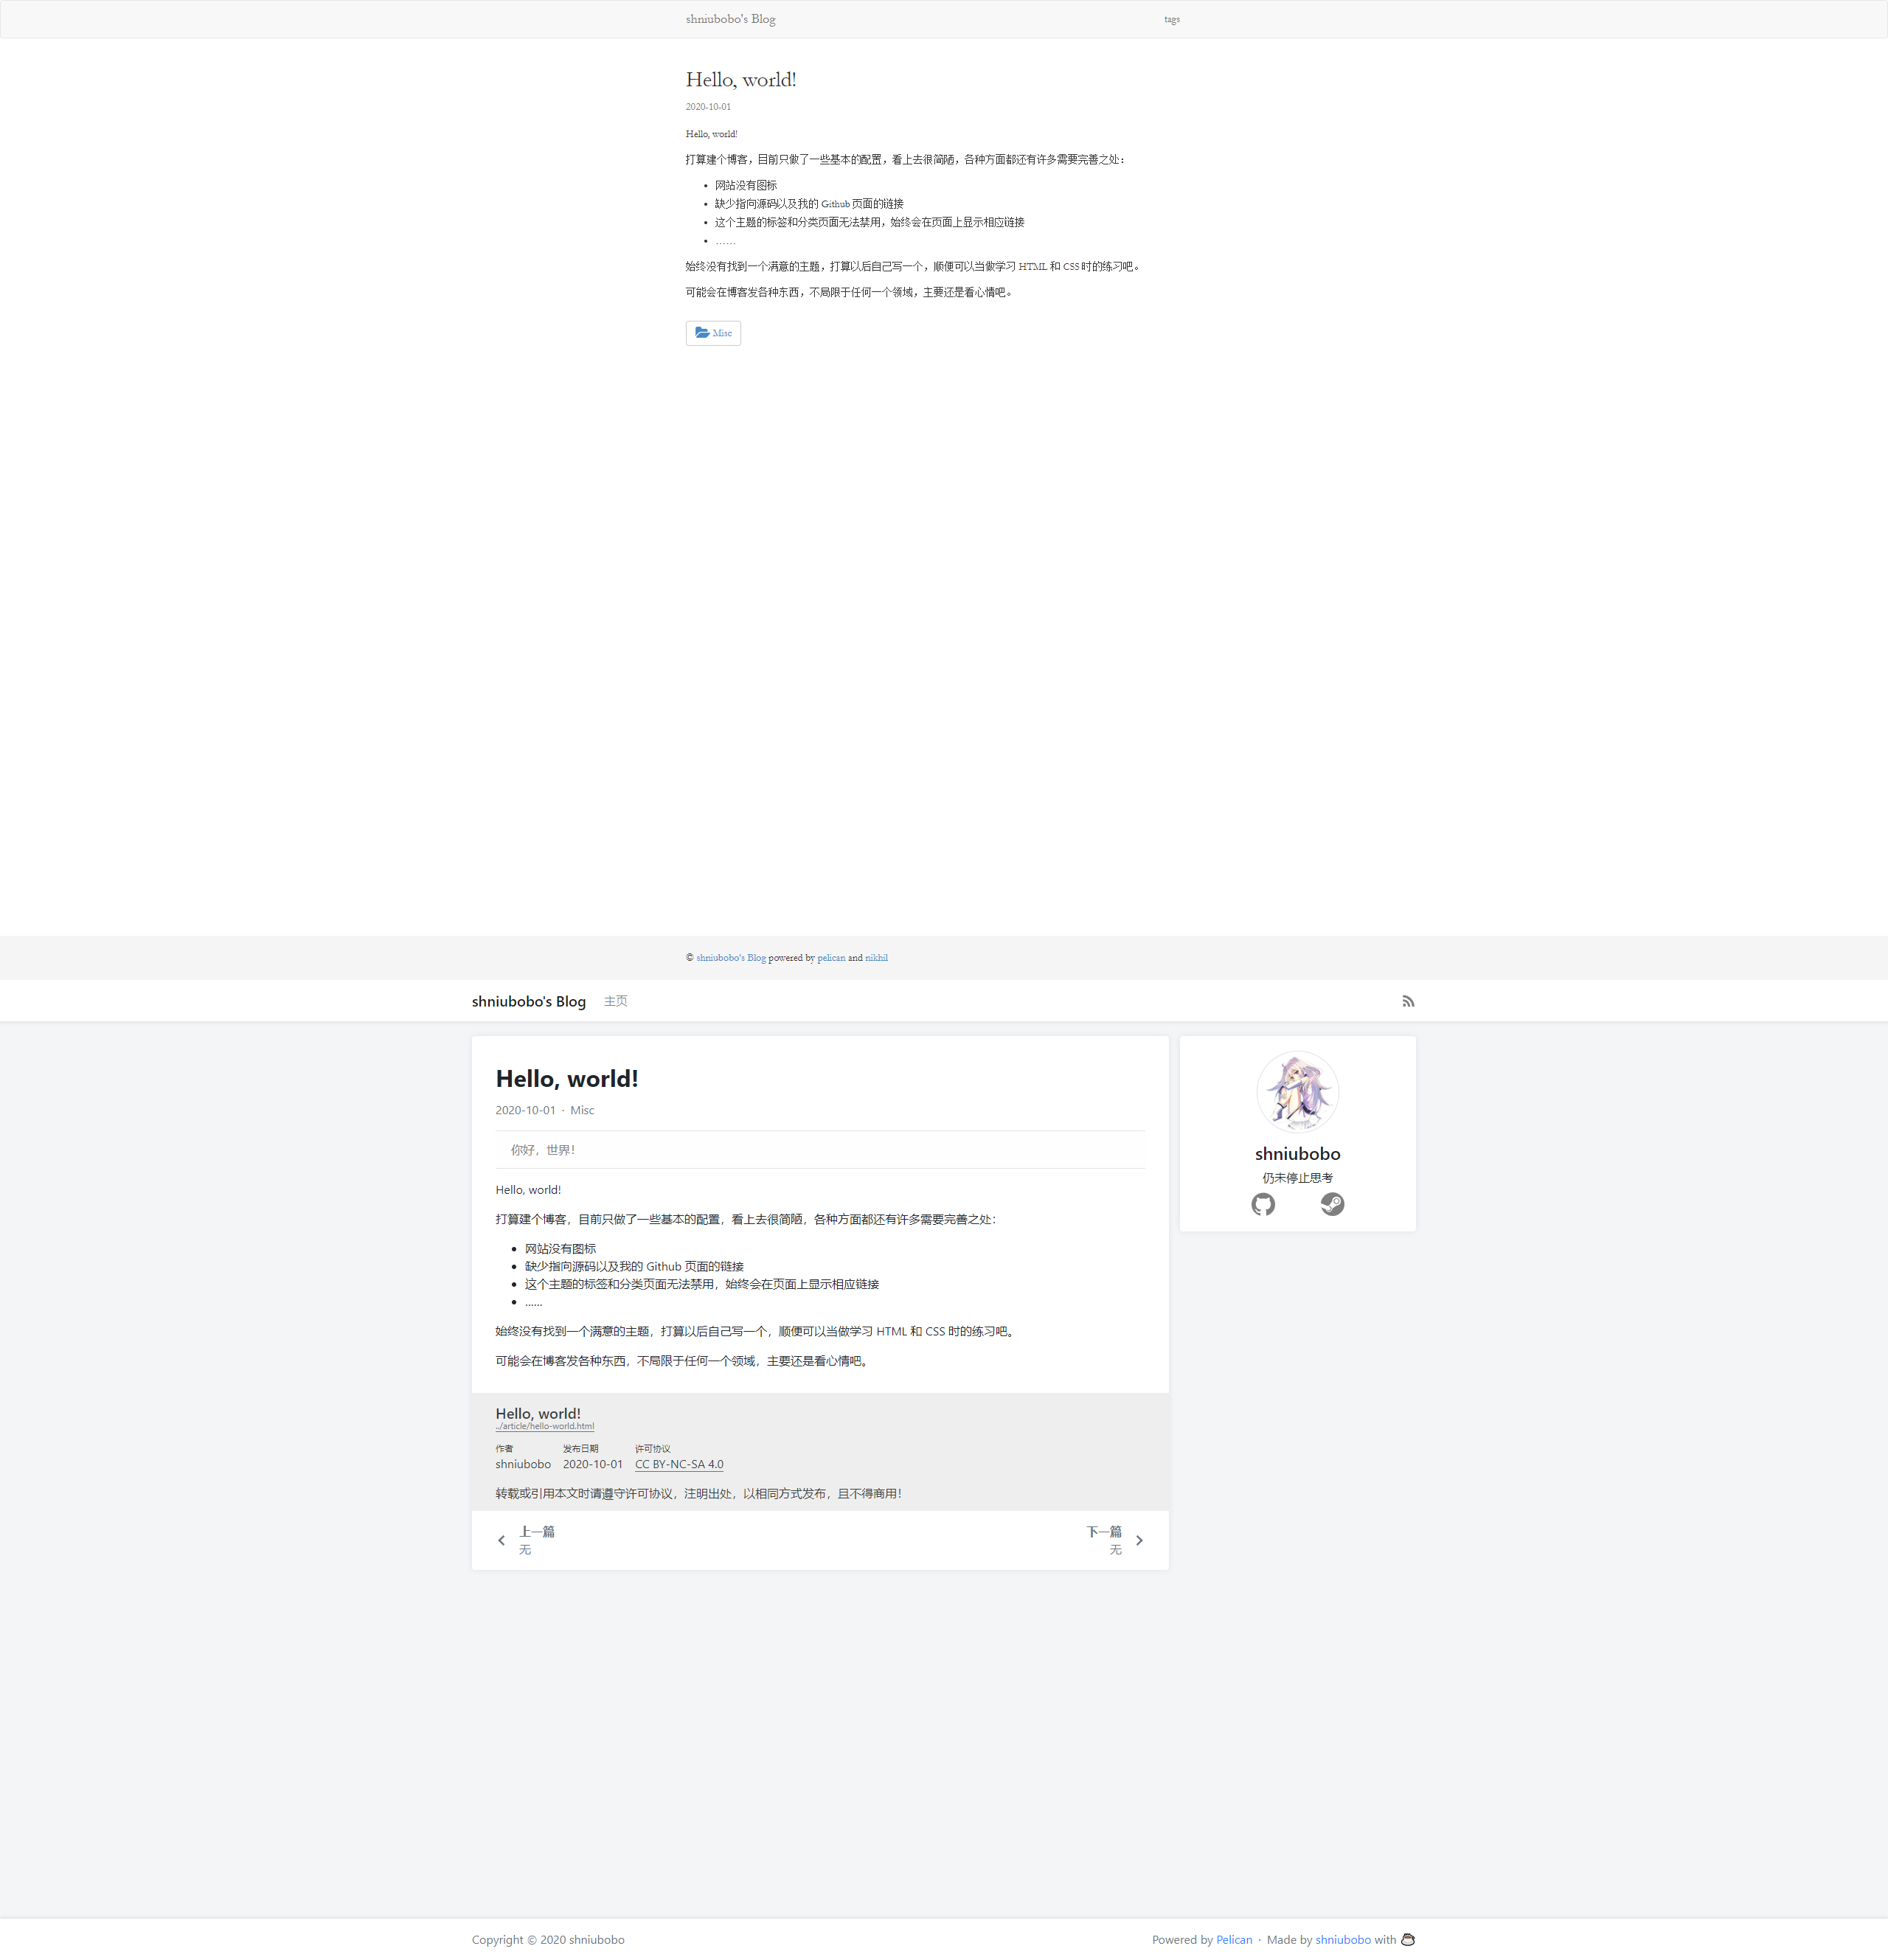 shniubobo's Blog tags
Hello, world!
2020-10-01
Hello, world!
打算建个博客，目前只做了一些基本的配置，看上去很简陋，各种方面都还有许多需要完善之处：
• 网站没有图标
• 缺少指向源码以及我的 Github 页面的链接
• 这个主题的标签和分类页面无法禁用，始终会在页面上显示相应链接
• ……
始终没有找到一个满意的主题，打算以后自己写一个，顺便可以当做学习 HTML 和 CSS 时的练习吧。
可能会在博客发各种东西，不局限于任何一个领域，主要还是看心情吧。
Misc
© shniubobo's Blog powered by pelican and nikhil
shniubobo's Blog 主页
Hello, world!
2020-10-01 · Misc
你好，世界！
Hello, world!
打算建个博客，目前只做了一些基本的配置，看上去很简陋，各种方面都还有许多需要完善之处：
• 网站没有图标
• 缺少指向源码以及我的 Github 页面的链接
• 这个主题的标签和分类页面无法禁用，始终会在页面上显示相应链接
• ……
始终没有找到一个满意的主题，打算以后自己写一个，顺便可以当做学习 HTML 和 CSS 时的练习吧。
可能会在博客发各种东西，不局限于任何一个领域，主要还是看心情吧。
Hello, world!
../article/hello-world.html
作者 发布日期 许可协议
shniubobo 2020-10-01 CC BY-NC-SA 4.0
转载或引用本文时请遵守许可协议，注明出处，以相同方式发布，且不得商用！
上一篇 下一篇
无 无
shniubobo
仍未停止思考
Copyright © 2020 shniubobo Powered by Pelican · Made by shniubobo with